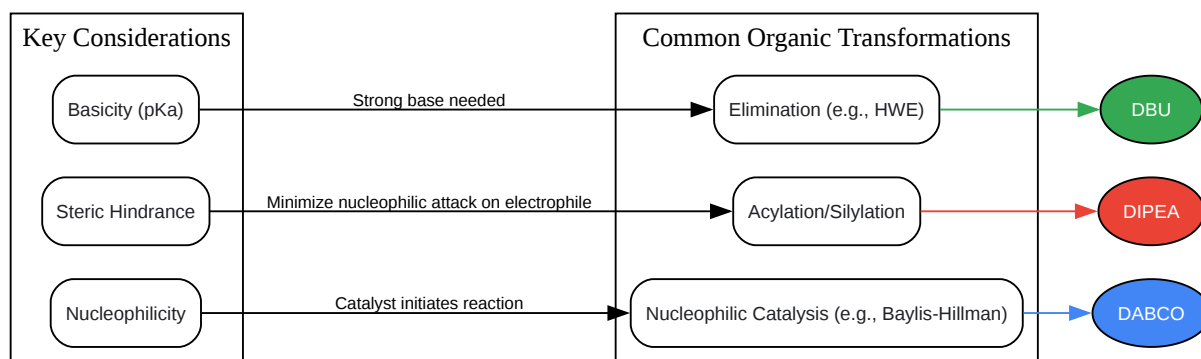 Key Considerations
Common Organic Transformations
Basicity (pKa)
Strong base needed
Elimination (e.g., HWE)
DBU
Steric Hindrance
Minimize nucleophilic attack on electrophile
Acylation/Silylation
DIPEA
Nucleophilicity
Catalyst initiates reaction
Nucleophilic Catalysis (e.g., Baylis-Hillman)
DABCO